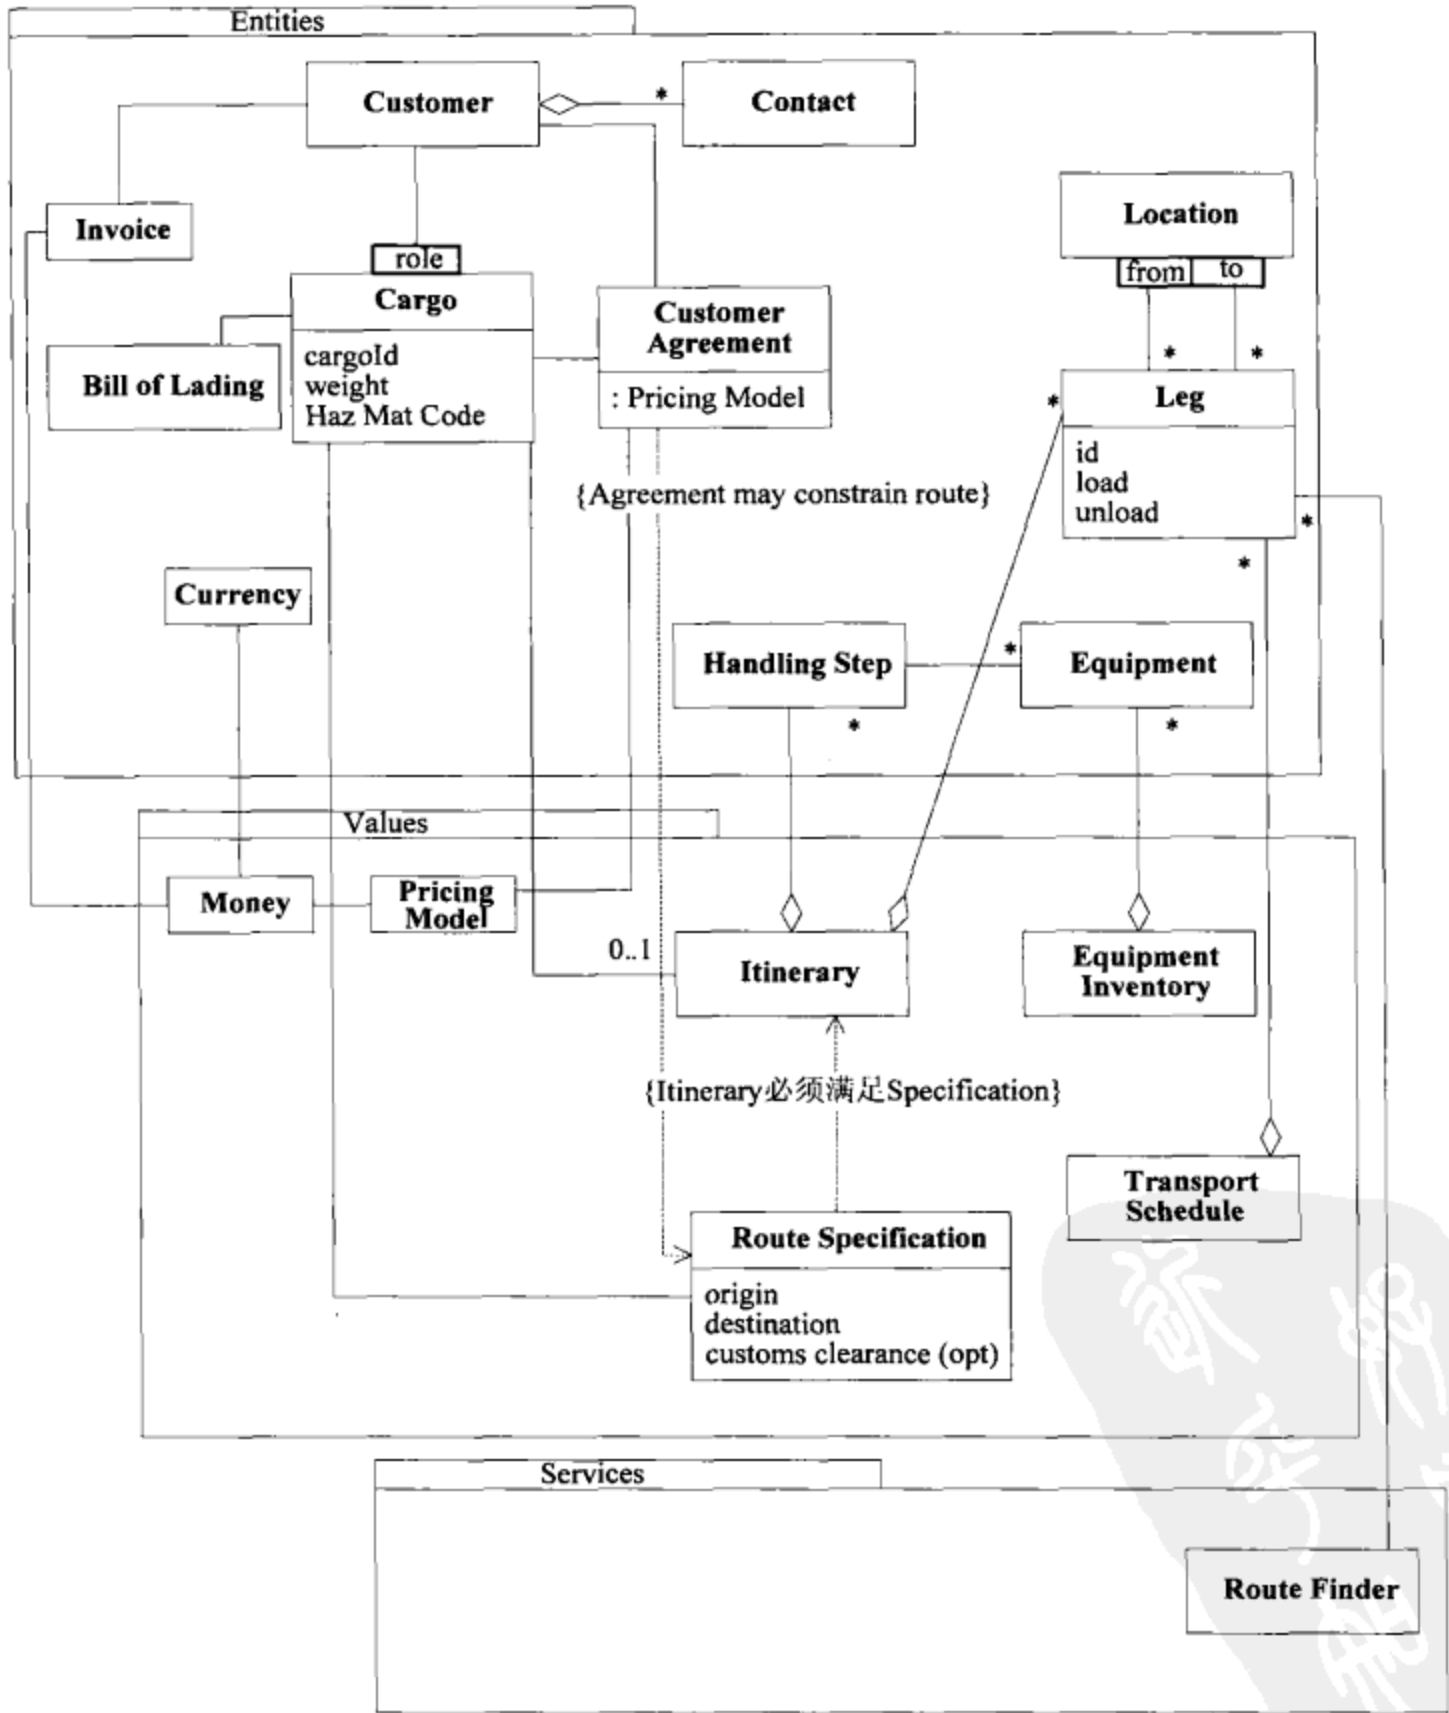 Entities
Customer
*
Contact
Invoice
Location
role
from
to
Cargo
cargoId
weight
Haz Mat Code
Customer
Agreement
: Pricing Model
*
*
Bill of Lading
*
Leg
id
load
unload
{Agreement may constrain route}
*
*
Currency
Handling Step
*
Equipment
*
*
Values
Money
Pricing
Model
0..1
Itinerary
Equipment
Inventory
{Itinerary必须满足Specification}
Transport
Schedule
Route Specification
origin
destination
customs clearance (opt)
Services
Route Finder